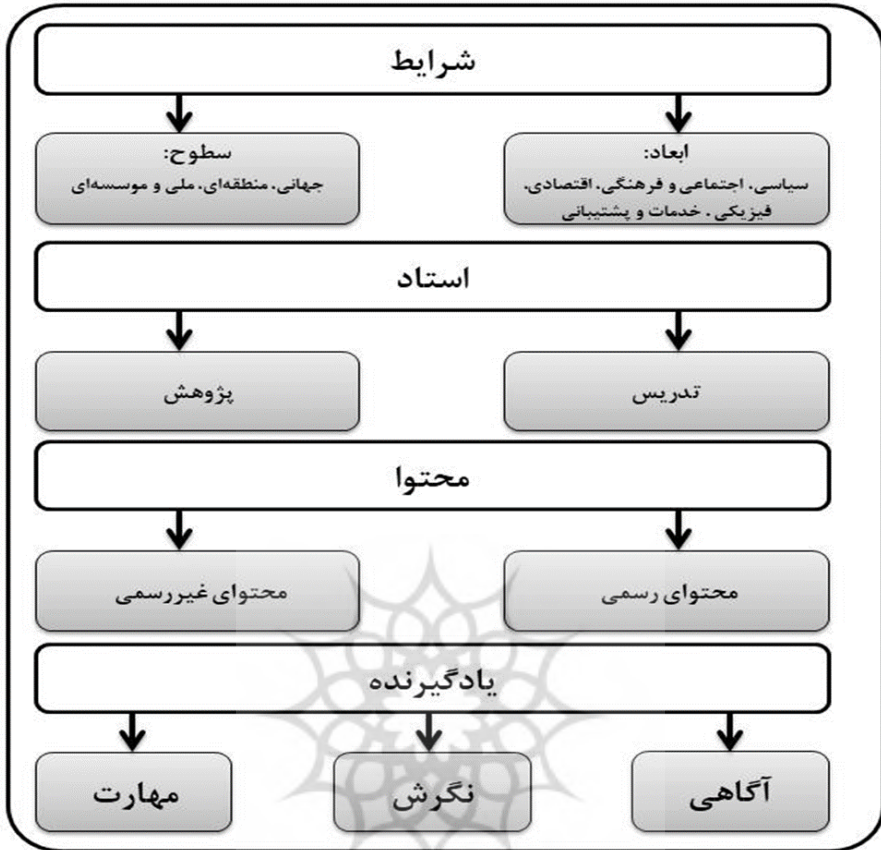 شرایط
ابعاد:
سیاسی، اجتماعی و فرهنگی، اقتصادی،
فیزیکی، خدمات و پشتیبانی
سطوح:
جهانی، منطقه‌ای، ملی و موسسه‌ای
استاد
تدریس
پژوهش
محتوا
محتوای رسمی
محتوای غیررسمی
یادگیرنده
آگاهی
نگرش
مهارت